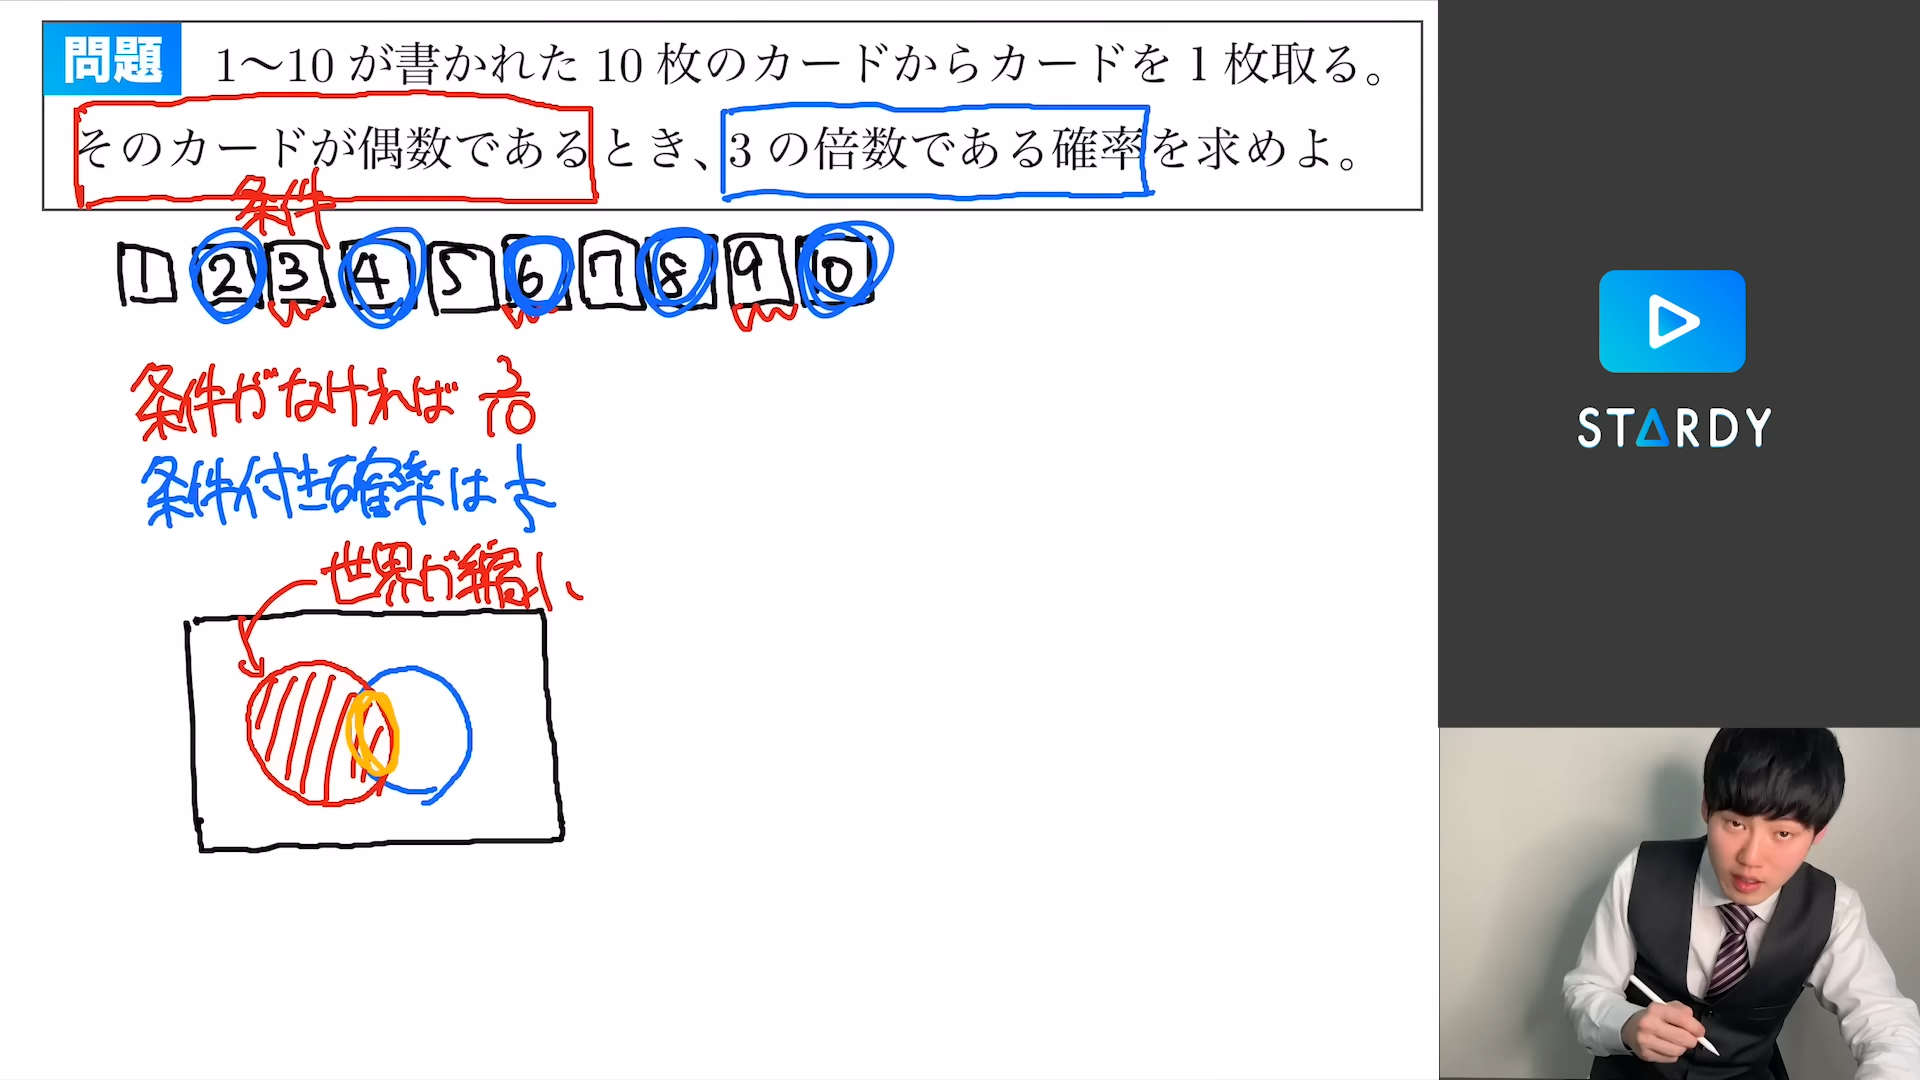 問題 1〜10 が書かれた 10 枚のカードからカードを 1 枚取る。
そのカードが偶数であるとき、3 の倍数である確率を求めよ。
条件
1 2 3 4 5 6 7 8 9 10
条件がなければ 3/10
条件付き確率は 1/5
世界が縮小
STARDY